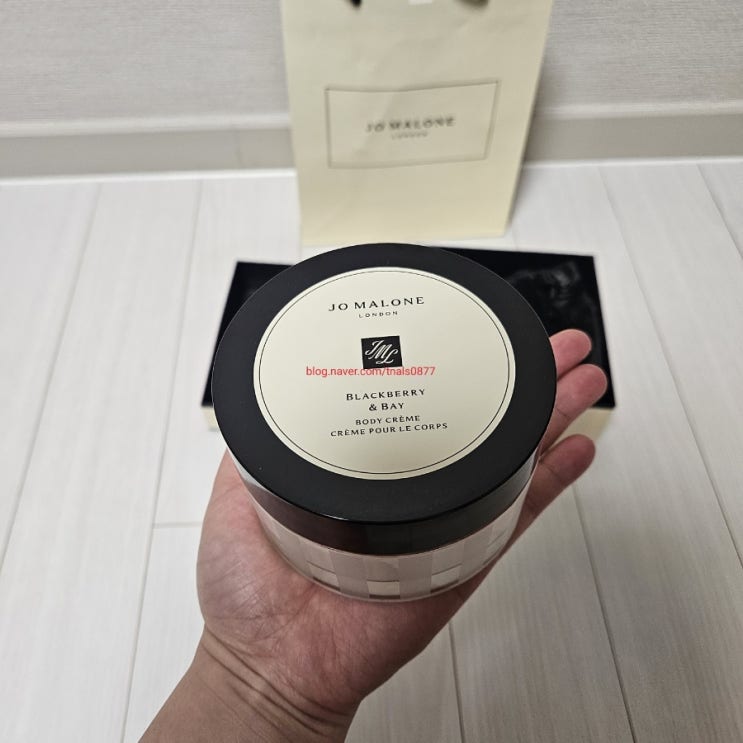 JO MALONE
LONDON
JO MALONE
LONDON
JML
blog.naver.com/tnals0877
BLACKBERRY
& BAY
BODY CRÈME
CRÈME POUR LE CORPS